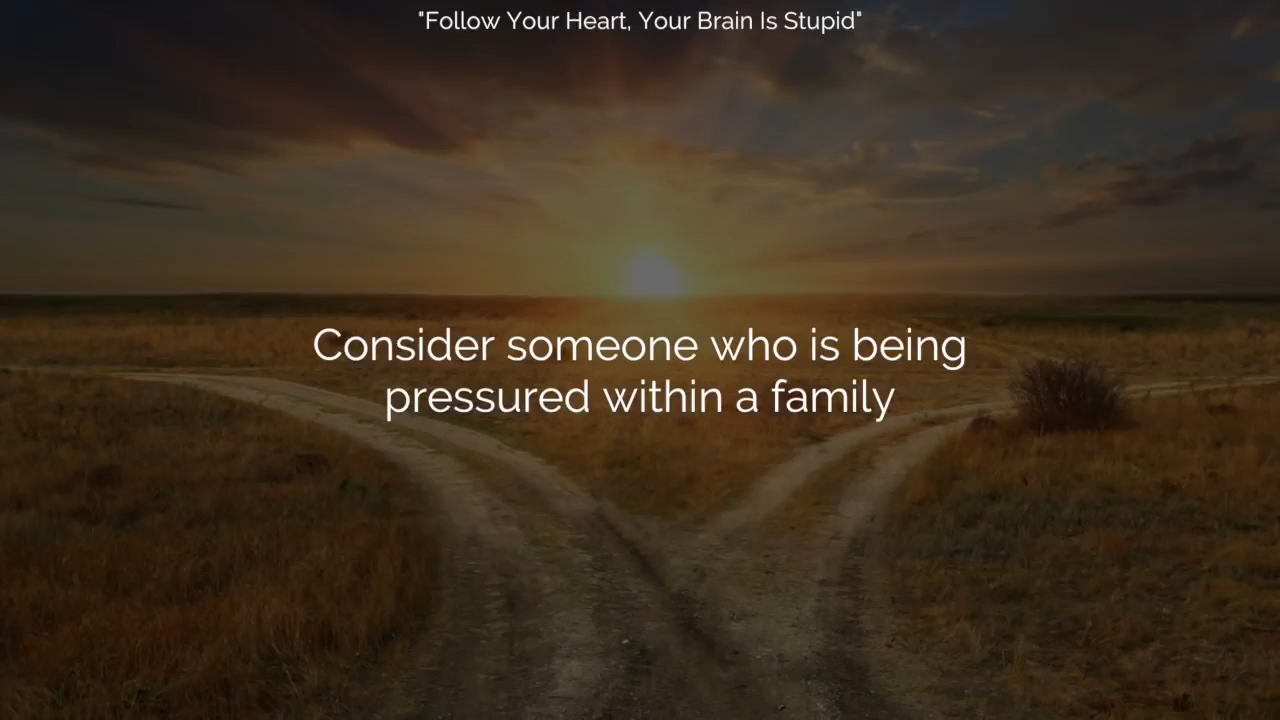 "Follow Your Heart, Your Brain Is Stupid"
Consider someone who is being
pressured within a family